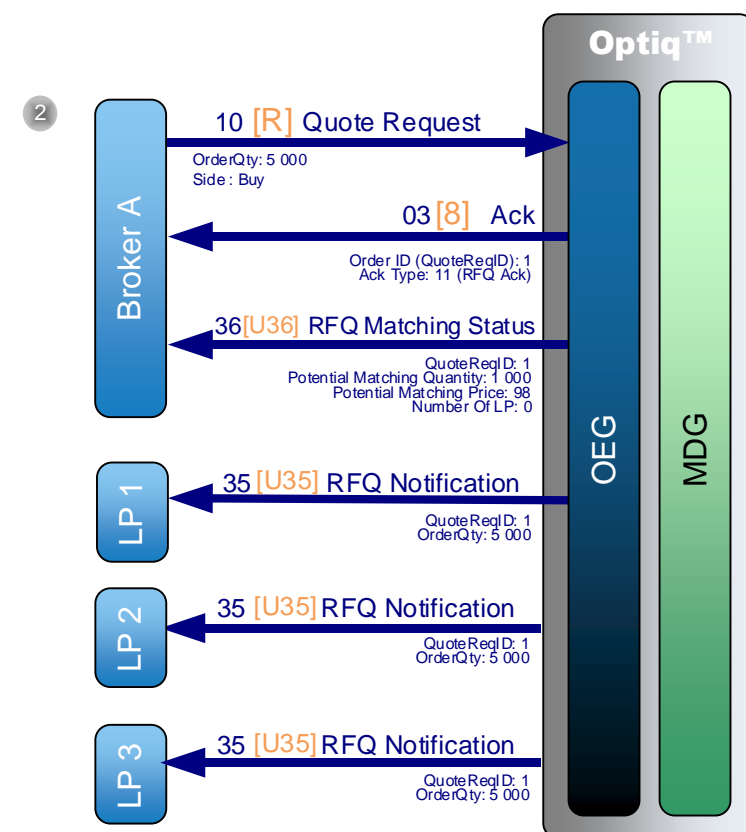 Optiq™
2
10 [R] Quote Request
OrderQty: 5 000
Side : Buy
Broker A
03 [8] Ack
Order ID (QuoteReqID): 1
Ack Type: 11 (RFQ Ack)
36[U36] RFQ Matching Status
QuoteReqID: 1
Potential Matching Quantity: 1 000
Potential Matching Price: 98
Number Of LP: 0
OEG
MDG
LP 1
35 [U35] RFQ Notification
QuoteReqID: 1
OrderQty: 5 000
LP 2
35 [U35] RFQ Notification
QuoteReqID: 1
OrderQty: 5 000
LP 3
35 [U35] RFQ Notification
QuoteReqID: 1
OrderQty: 5 000